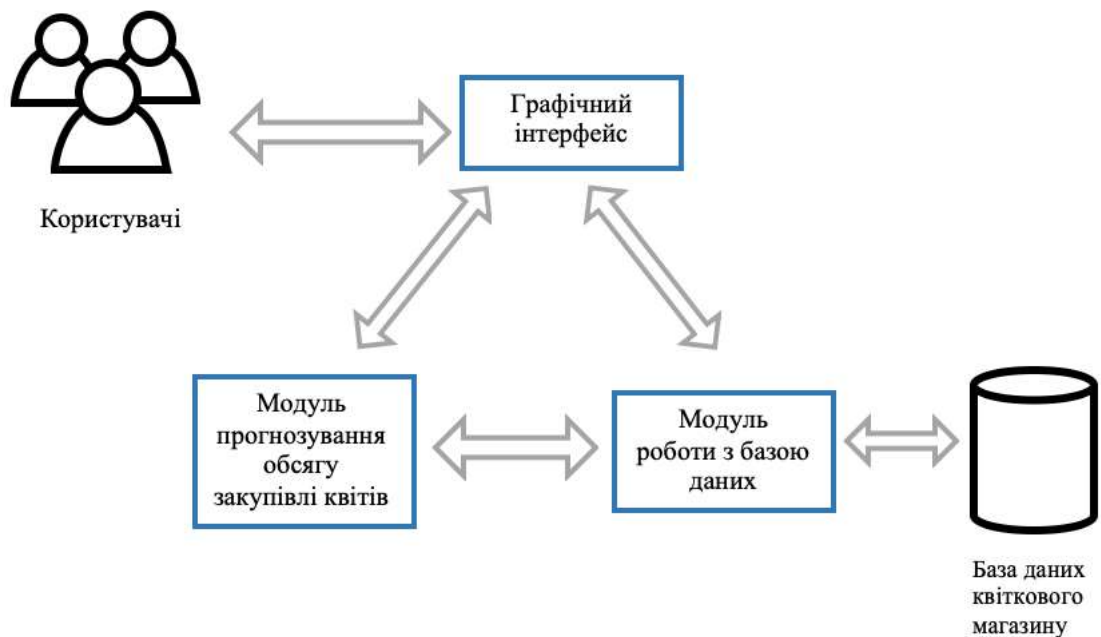 Графічний
інтерфейс
Користувачі
Модуль
прогнозування
обсягу
закупівлі квітів
Модуль
роботи з базою
даних
База даних
квіткового
магазину